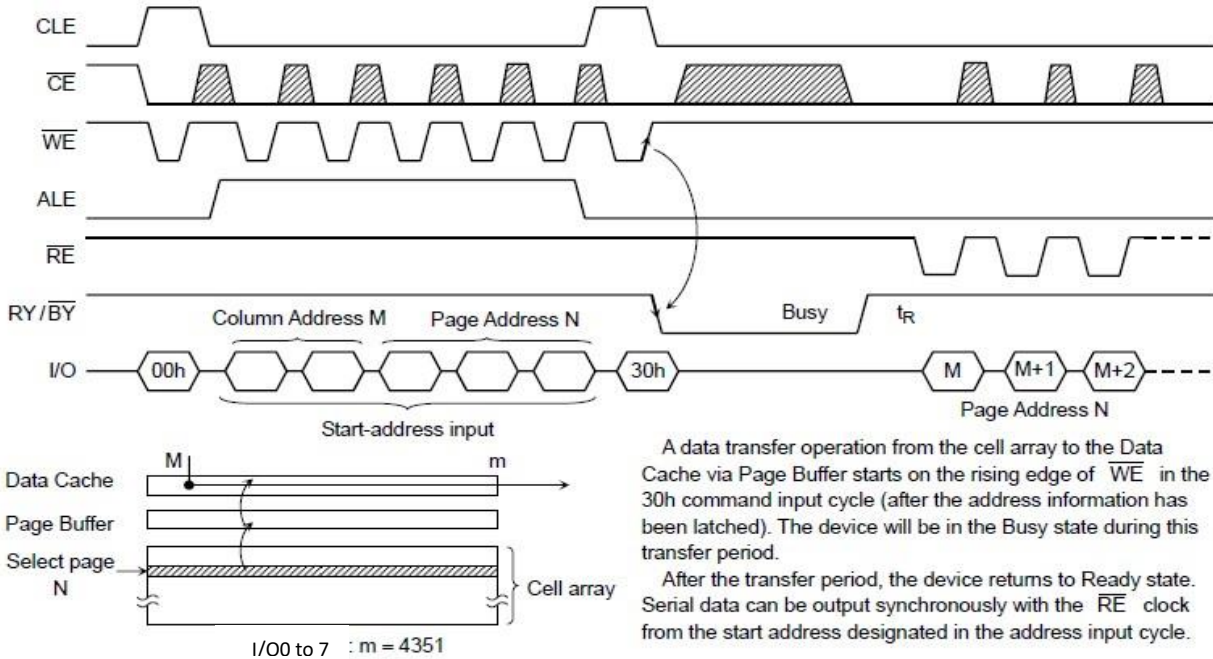 CLE
CE
WE
ALE
RE
RY/BY
Busy
tR
Column Address M
Page Address N
I/O
00h
30h
M
M+1
M+2
Start-address input
Page Address N
M
m
Data Cache
Page Buffer
Select page
N
Cell array
I/O0 to 7 : m = 4351
A data transfer operation from the cell array to the Data
Cache via Page Buffer starts on the rising edge of WE in the
30h command input cycle (after the address information has
been latched). The device will be in the Busy state during this
transfer period.
After the transfer period, the device returns to Ready state.
Serial data can be output synchronously with the RE clock
from the start address designated in the address input cycle.